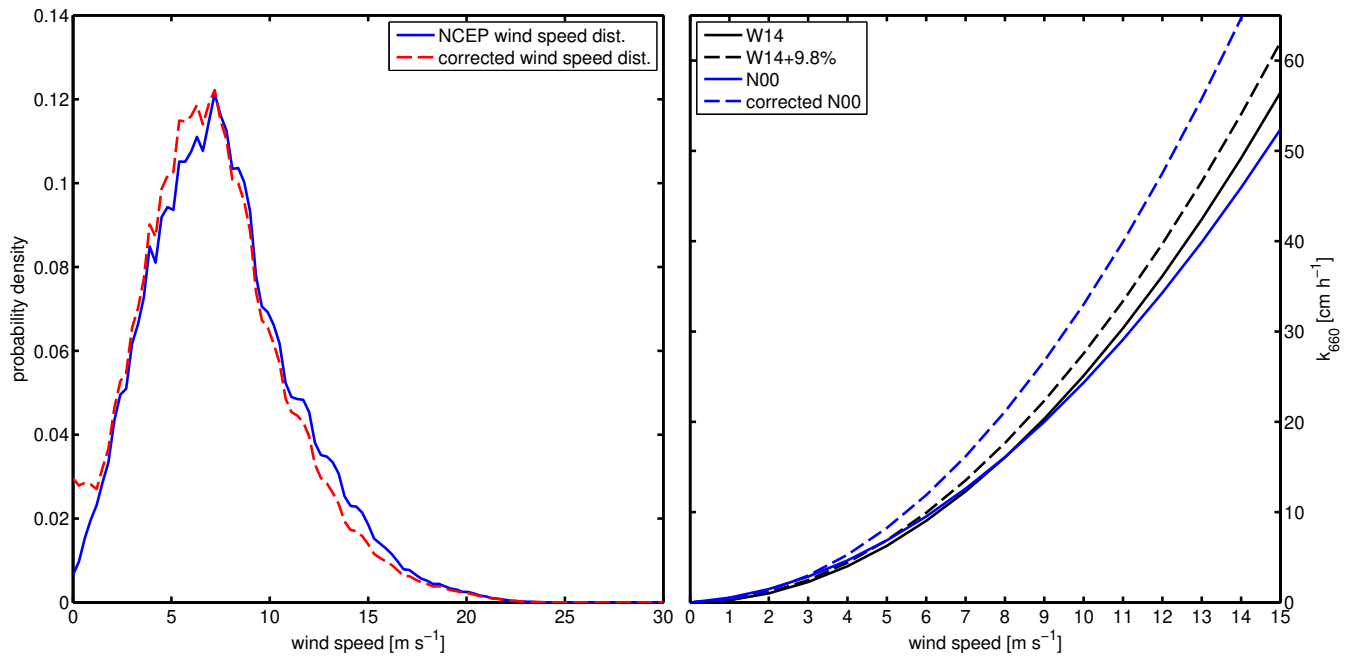 NCEP wind speed dist.
corrected wind speed dist.
probability density
0.14
0.12
0.1
0.08
0.06
0.04
0.02
0
0 5 10 15 20 25 30
wind speed [m s⁻¹]
W14
W14+9.8%
N00
corrected N00
60
50
40
30
20
10
0
k₆₆₀ [cm h⁻¹]
0 1 2 3 4 5 6 7 8 9 10 11 12 13 14 15
wind speed [m s⁻¹]